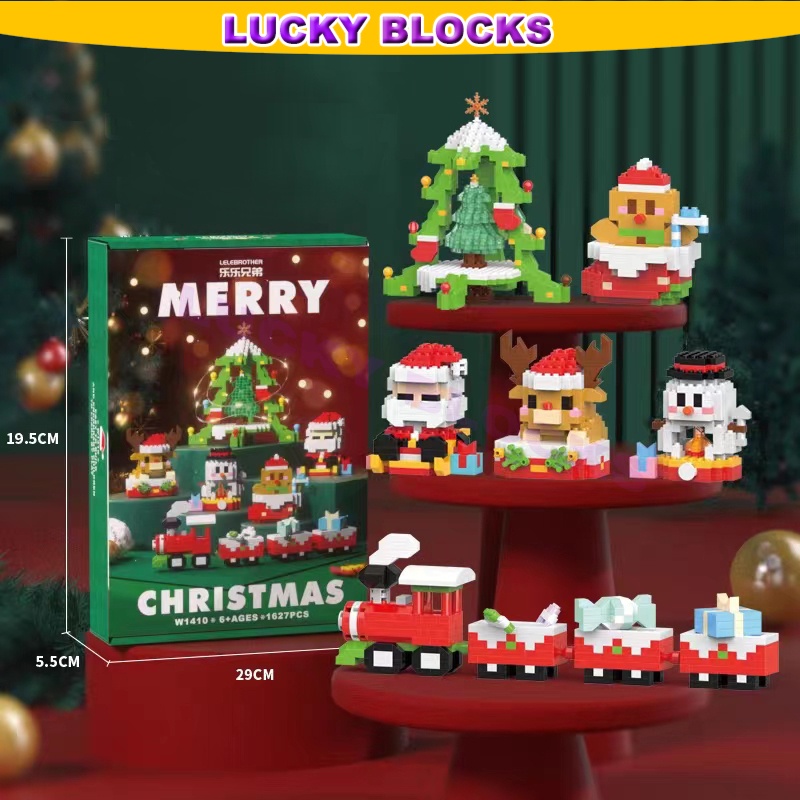 LUCKY BLOCKS
LELEBROTHER
乐乐兄弟
MERRY
CHRISTMAS
W1410 6+AGES 1627PCS
19.5CM
5.5CM
29CM